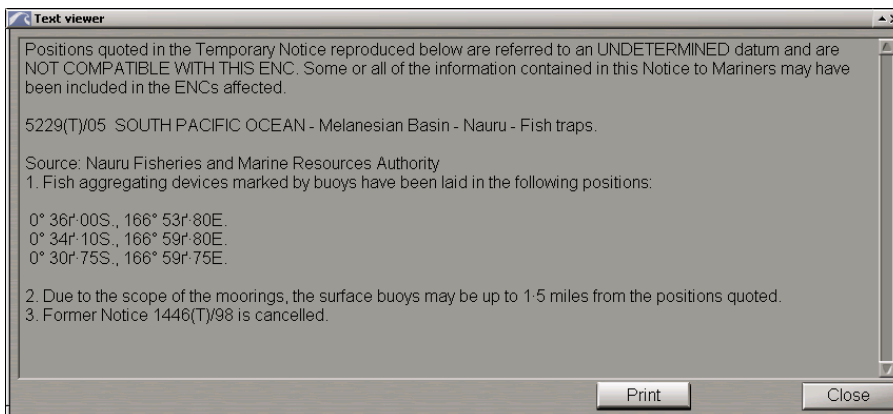 Text viewer
Positions quoted in the Temporary Notice reproduced below are referred to an UNDETERMINED datum and are
NOT COMPATIBLE WITH THIS ENC. Some or all of the information contained in this Notice to Mariners may have
been included in the ENCs affected.
5229(T)/05 SOUTH PACIFIC OCEAN - Melanesian Basin - Nauru - Fish traps.
Source: Nauru Fisheries and Marine Resources Authority
1. Fish aggregating devices marked by buoys have been laid in the following positions:
0° 36ґ·00S., 166° 53ґ·80E.
0° 34ґ·10S., 166° 59ґ·80E.
0° 30ґ·75S., 166° 59ґ·75E.
2. Due to the scope of the moorings, the surface buoys may be up to 1·5 miles from the positions quoted.
3. Former Notice 1446(T)/98 is cancelled.
Print Close